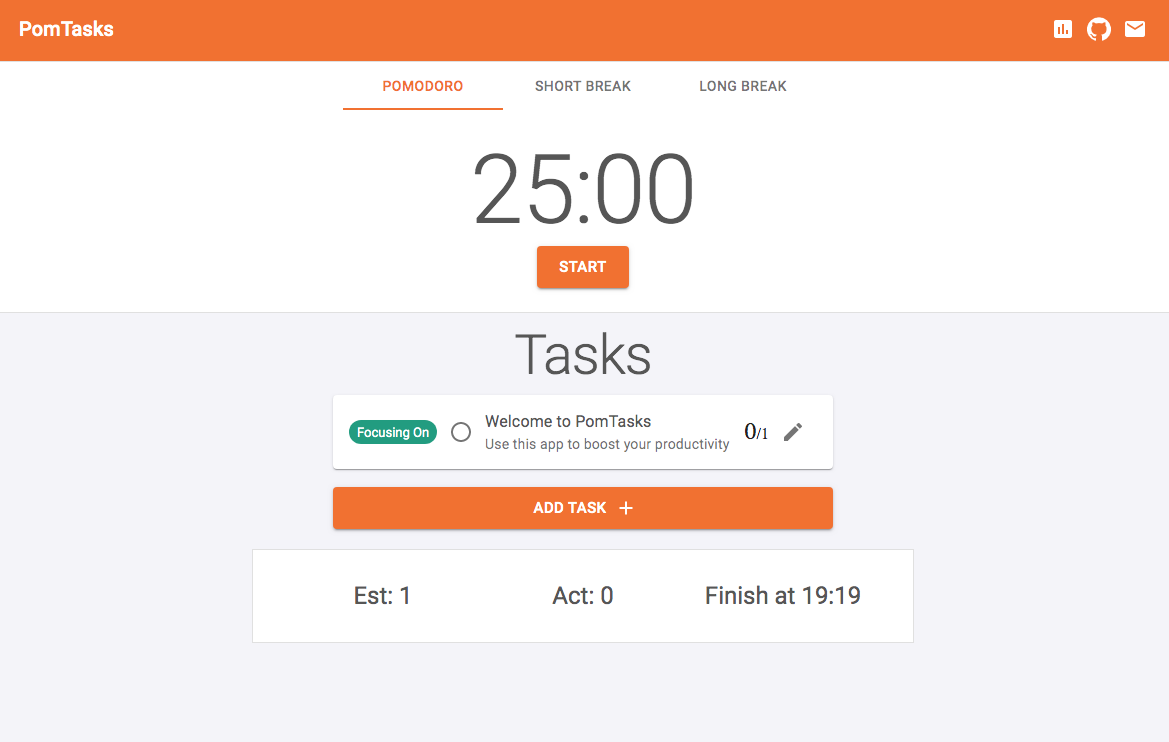 PomTasks
POMODORO SHORT BREAK LONG BREAK
25:00
START
Tasks
Focusing On
Welcome to PomTasks
Use this app to boost your productivity
0/1
ADD TASK +
Est: 1 Act: 0 Finish at 19:19